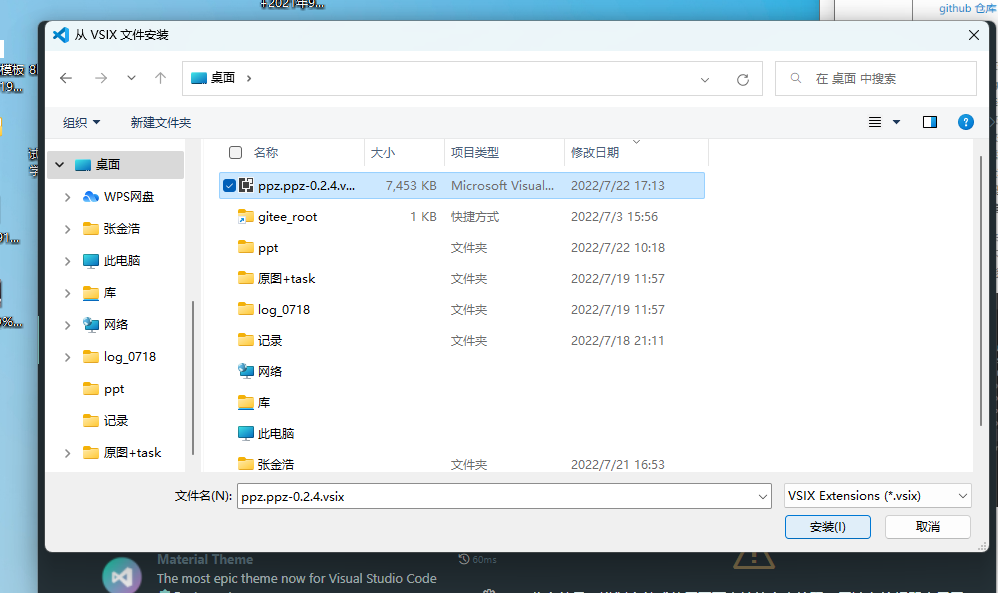 +2021年9...
github 仓库
从 VSIX 文件安装
桌面
在 桌面 中搜索
组织 新建文件夹
桌面
WPS网盘
张金浩
此电脑
库
网络
log_0718
ppt
记录
原图+task
名称 大小 项目类型 修改日期
ppz.ppz-0.2.4.v... 7,453 KB Microsoft Visual... 2022/7/22 17:13
gitee_root 1 KB 快捷方式 2022/7/3 15:56
ppt 文件夹 2022/7/22 10:18
原图+task 文件夹 2022/7/19 11:57
log_0718 文件夹 2022/7/19 11:57
记录 文件夹 2022/7/18 21:11
网络
库
此电脑
张金浩 文件夹 2022/7/21 16:53
文件名(N): ppz.ppz-0.2.4.vsix VSIX Extensions (*.vsix)
安装(I) 取消
Material Theme 60ms
The most epic theme now for Visual Studio Code